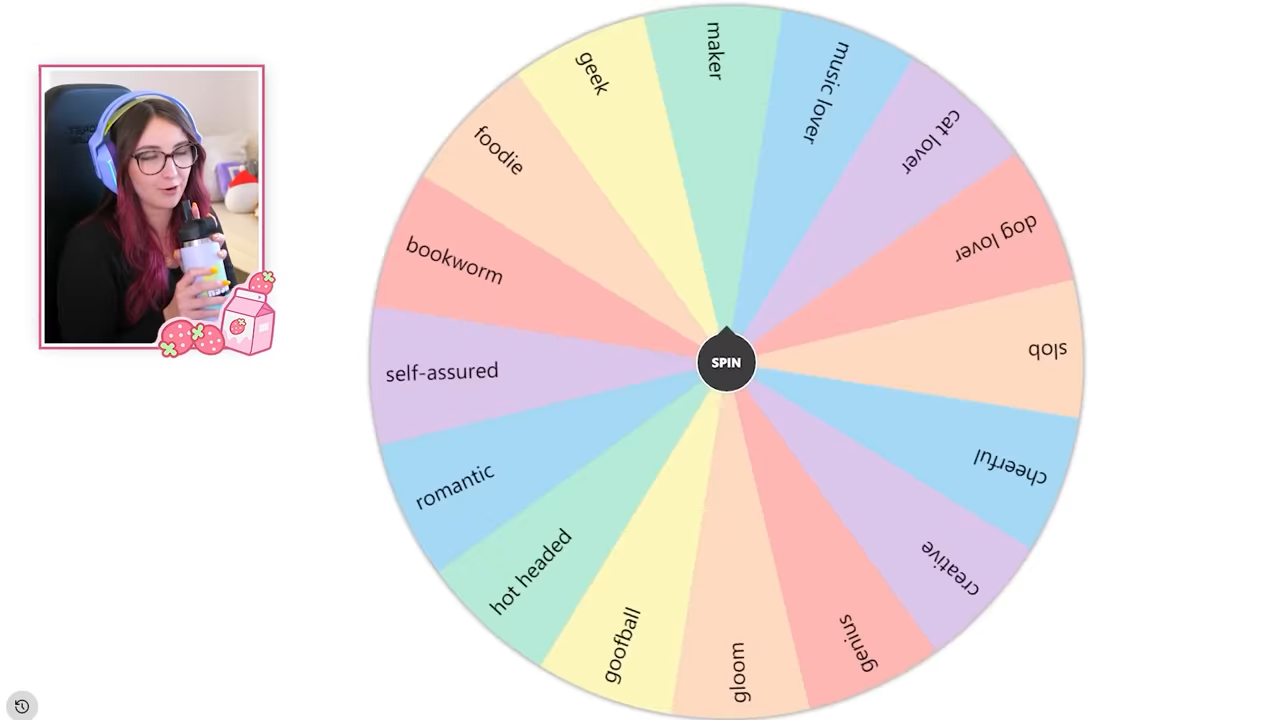 maker
music lover
cat lover
dog lover
slob
cheerful
creative
genius
gloom
goofball
hot headed
romantic
self-assured
bookworm
foodie
geek
SPIN